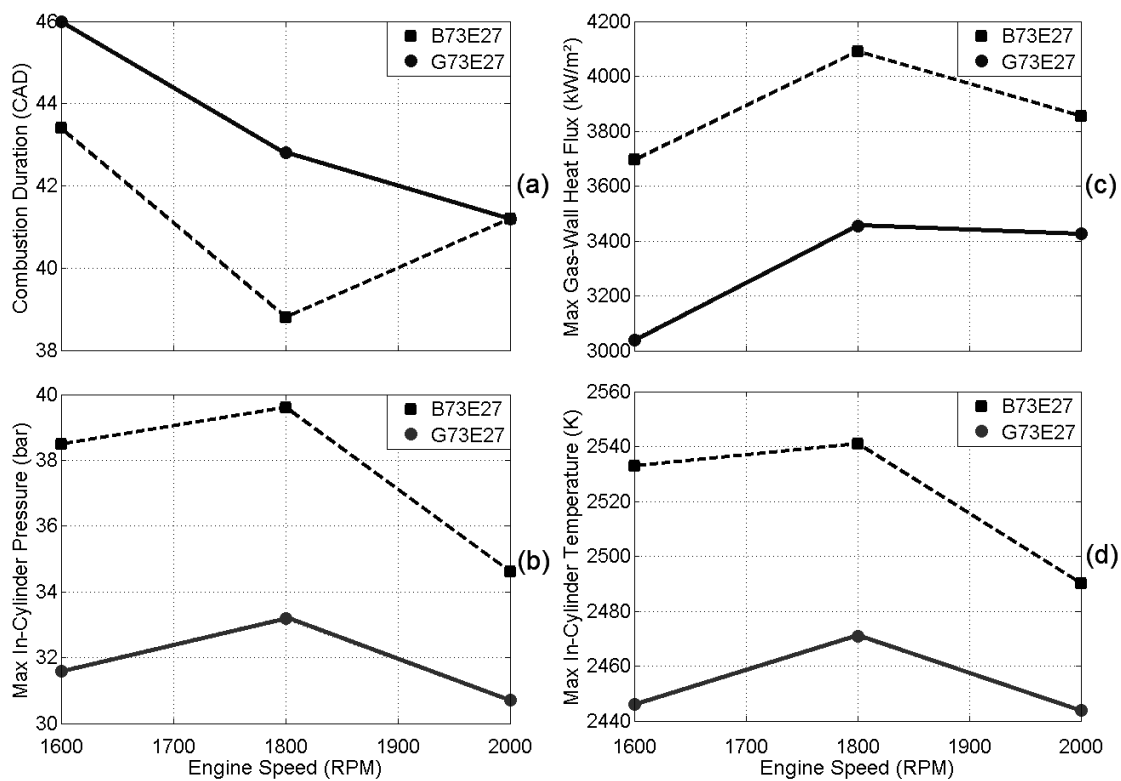 46
44
42
40
38
Combustion Duration (CAD)
B73E27
G73E27
(a)
4200
4000
3800
3600
3400
3200
3000
Max Gas-Wall Heat Flux (kW/m²)
B73E27
G73E27
(c)
40
38
36
34
32
30
Max In-Cylinder Pressure (bar)
B73E27
G73E27
(b)
1600 1700 1800 1900 2000
Engine Speed (RPM)
2560
2540
2520
2500
2480
2460
2440
Max In-Cylinder Temperature (K)
B73E27
G73E27
(d)
1600 1700 1800 1900 2000
Engine Speed (RPM)